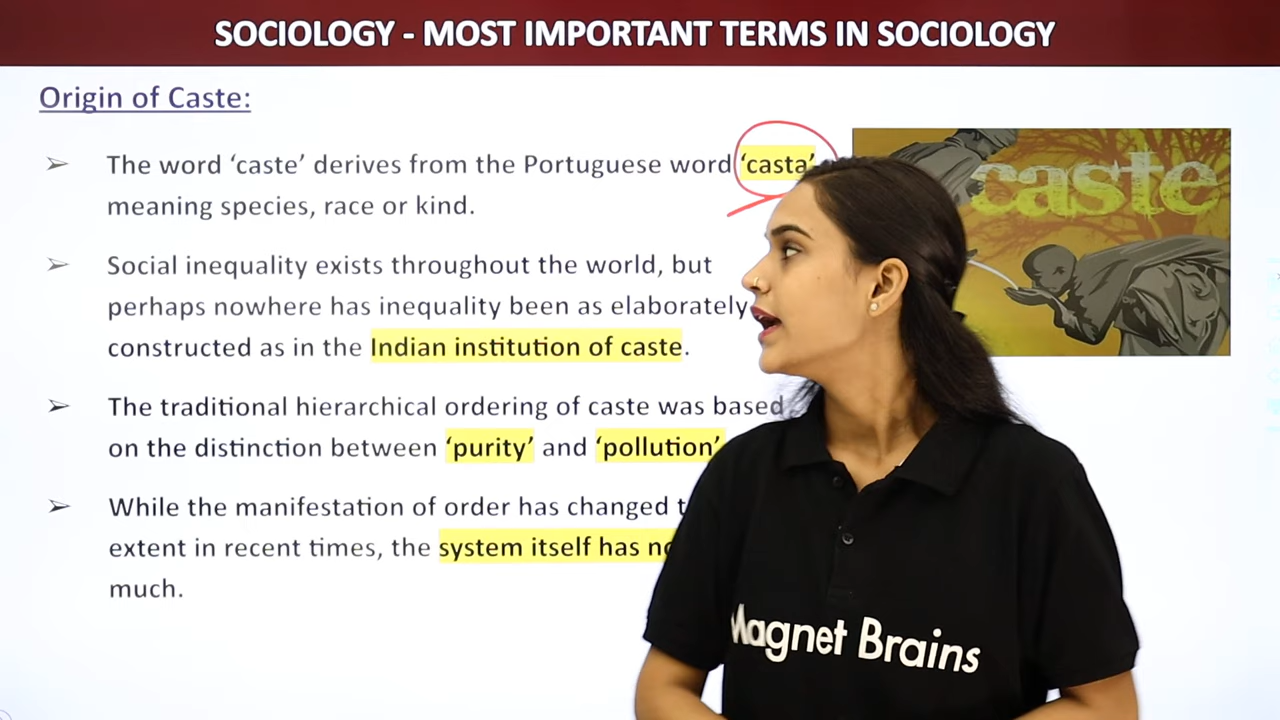 SOCIOLOGY - MOST IMPORTANT TERMS IN SOCIOLOGY
Origin of Caste:
➢ The word ‘caste’ derives from the Portuguese word ‘casta’
meaning species, race or kind.
➢ Social inequality exists throughout the world, but
perhaps nowhere has inequality been as elaborately
constructed as in the Indian institution of caste.
➢ The traditional hierarchical ordering of caste was based
on the distinction between ‘purity’ and ‘pollution’
➢ While the manifestation of order has changed
extent in recent times, the system itself has
much.
caste
Magnet Brains